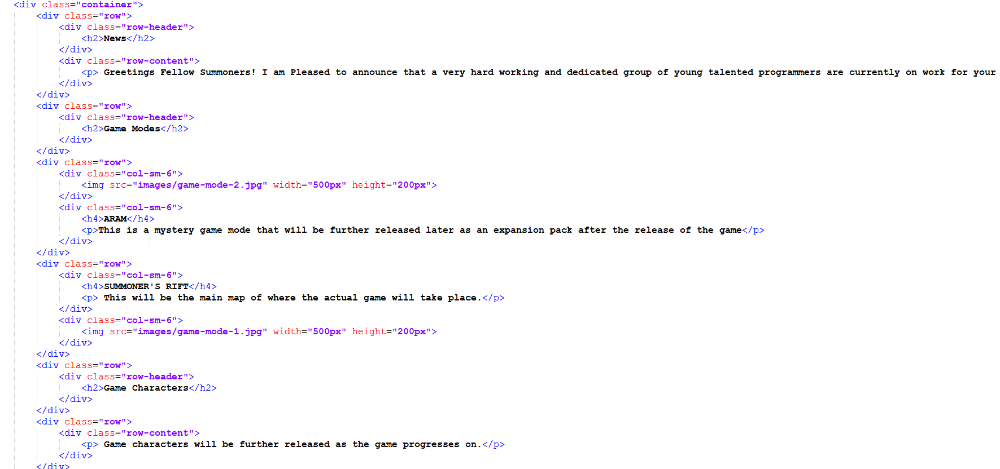 <div class="container">
<div class="row">
<div class="row-header">
<h2>News</h2>
</div>
<div class="row-content">
<p> Greetings Fellow Summoners! I am Pleased to announce that a very hard working and dedicated group of young talented programmers are currently on work for your
</div>
</div>
<div class="row">
<div class="row-header">
<h2>Game Modes</h2>
</div>
</div>
<div class="row">
<div class="col-sm-6">
<img src="images/game-mode-2.jpg" width="500px" height="200px">
</div>
<div class="col-sm-6">
<h4>ARAM</h4>
<p>This is a mystery game mode that will be further released later as an expansion pack after the release of the game</p>
</div>
</div>
<div class="row">
<div class="col-sm-6">
<h4>SUMMONER'S RIFT</h4>
<p> This will be the main map of where the actual game will take place.</p>
</div>
<div class="col-sm-6">
<img src="images/game-mode-1.jpg" width="500px" height="200px">
</div>
</div>
<div class="row">
<div class="row-header">
<h2>Game Characters</h2>
</div>
</div>
<div class="row">
<div class="row-content">
<p> Game characters will be further released as the game progresses on.</p>
</div>
</div>